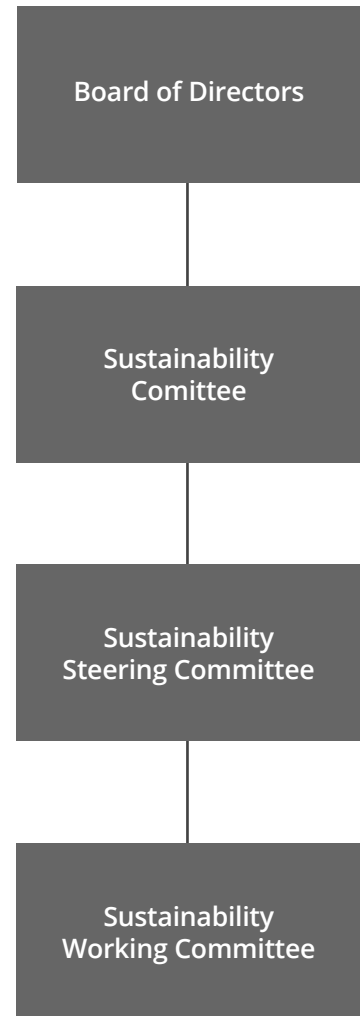 Board of Directors
Sustainability
Comittee
Sustainability
Steering Committee
Sustainability
Working Committee